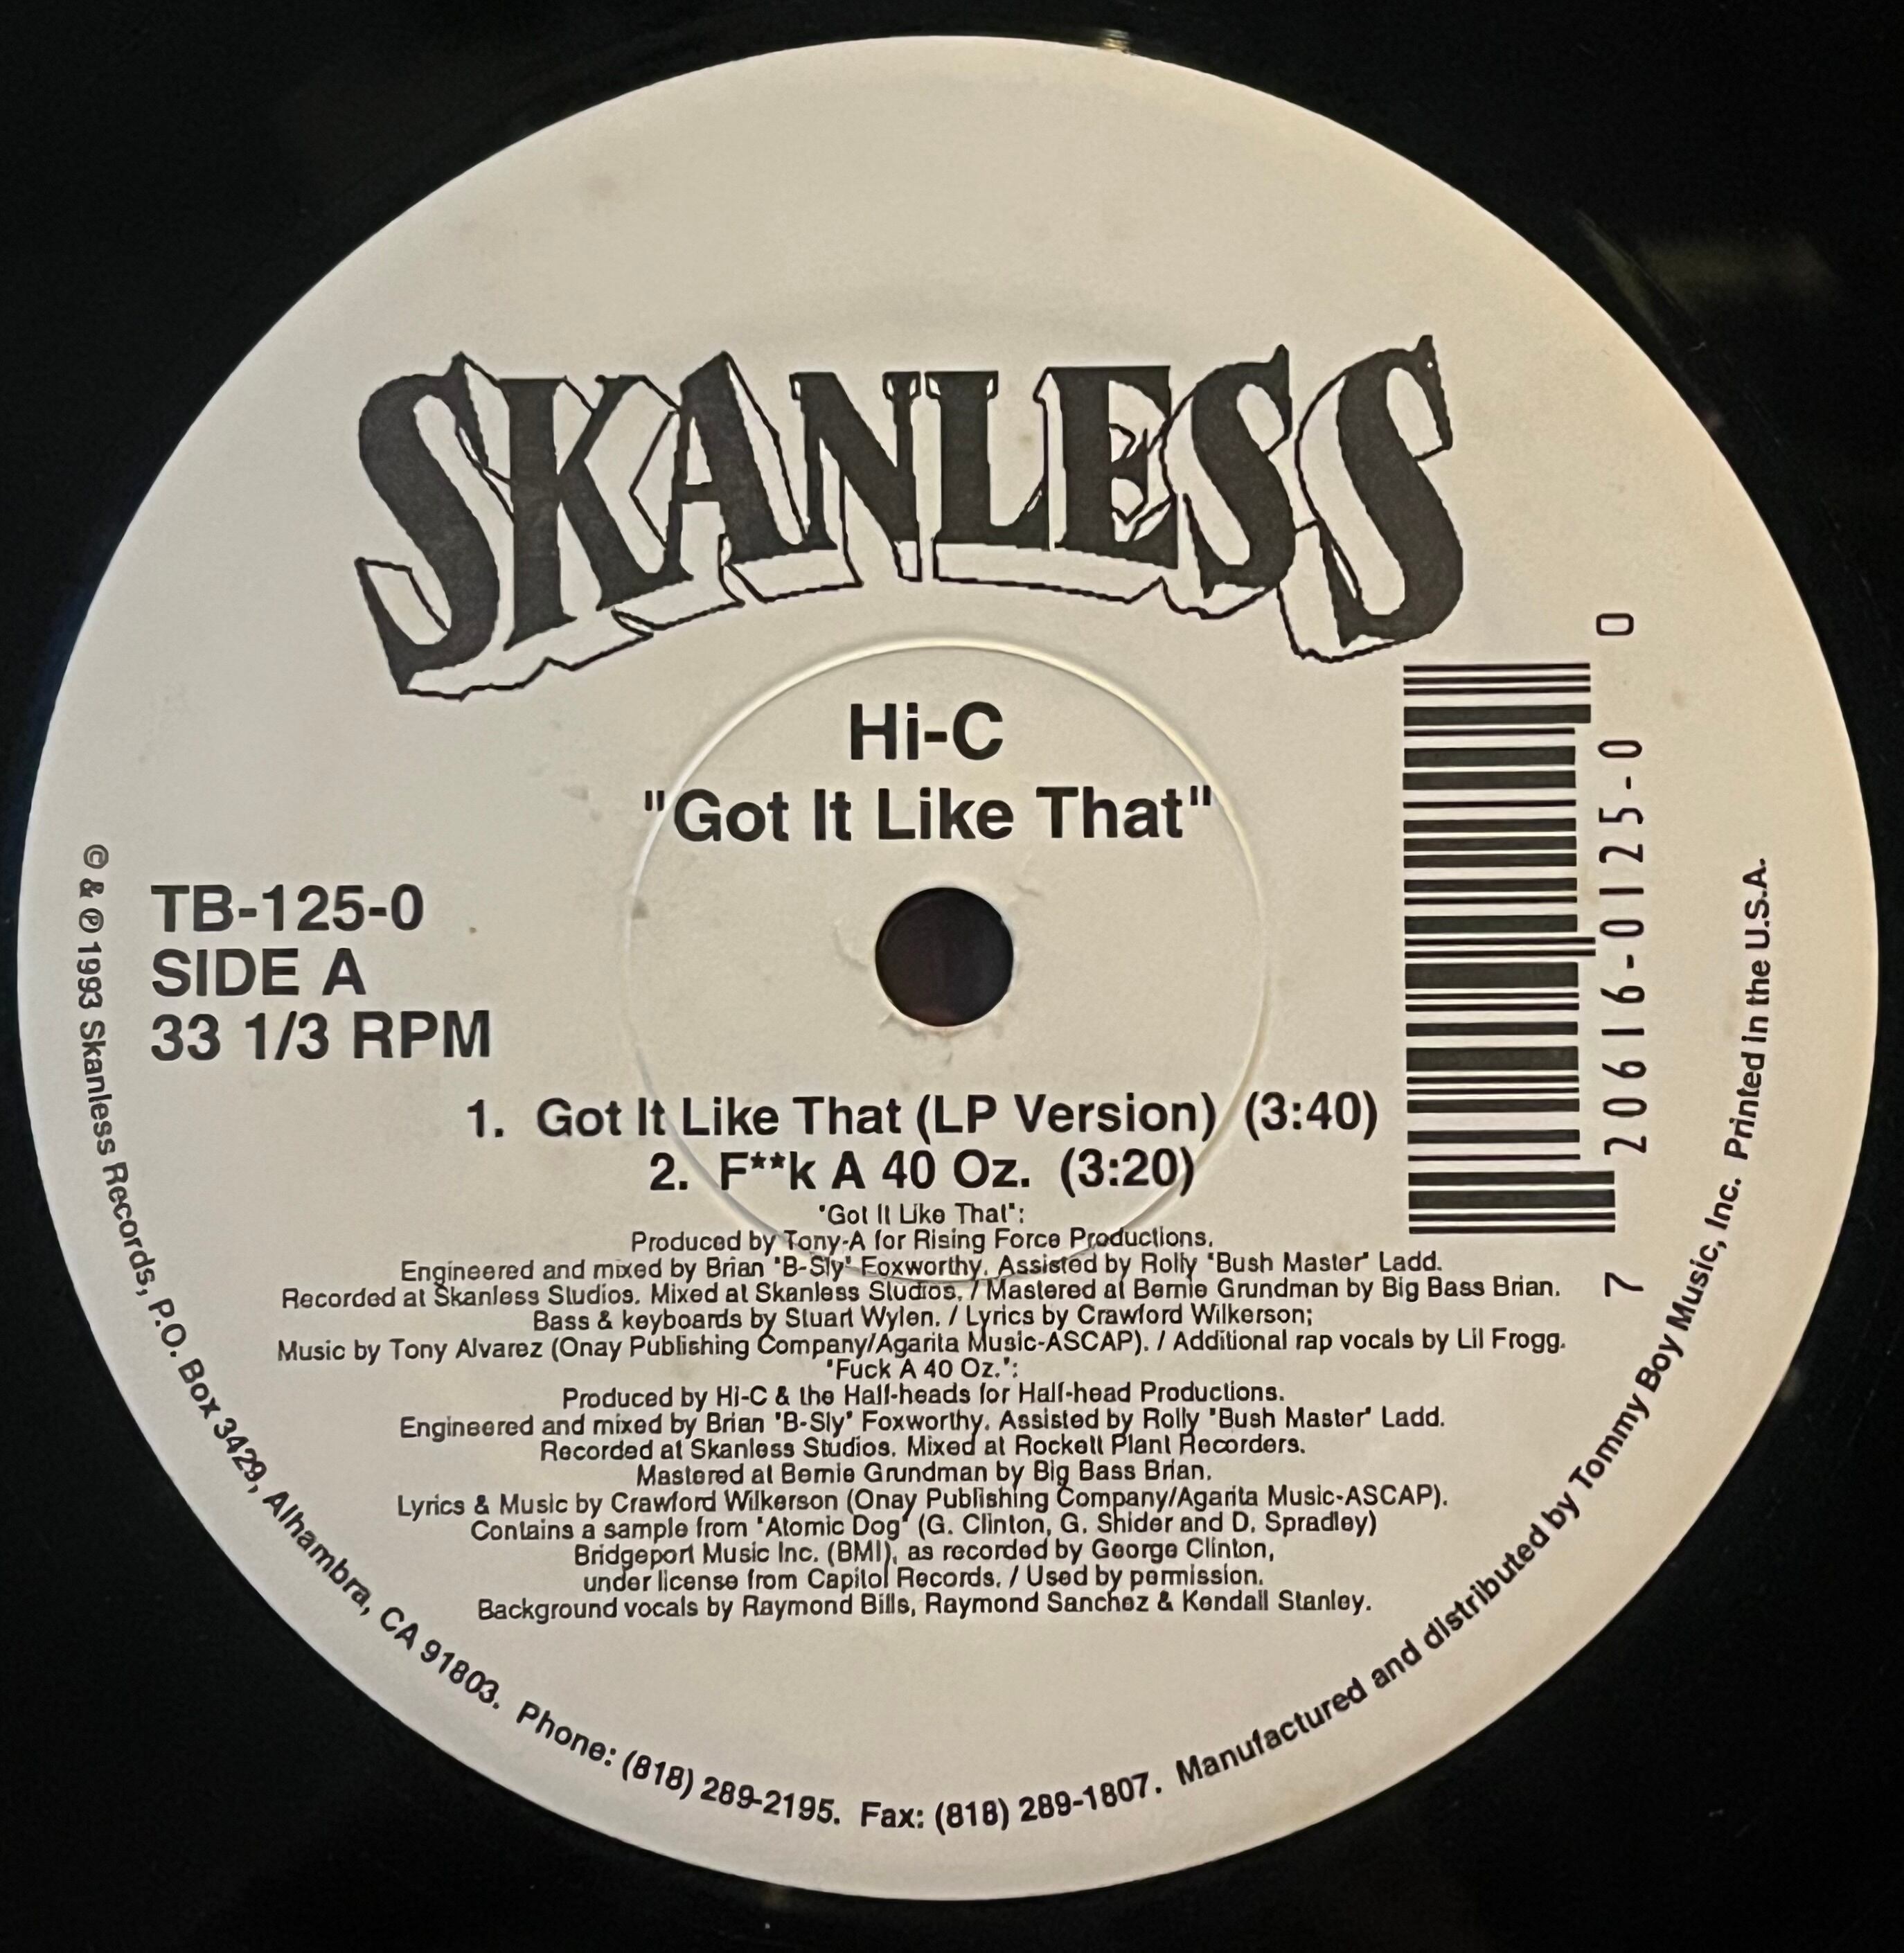 SKANLESS
Hi-C
"Got It Like That"
TB-125-0
SIDE A
33 1/3 RPM
7 20616-0125-0 0
1. Got It Like That (LP Version) (3:40)
2. F**k A 40 Oz. (3:20)
"Got It Like That":
Produced by Tony-A for Rising Force Productions.
Engineered and mixed by Brian "B-Sly" Foxworthy. Assisted by Rolly "Bush Master" Ladd.
Recorded at Skanless Studios. Mixed at Skanless Studios. / Mastered at Bernie Grundman by Big Bass Brian.
Bass & keyboards by Stuart Wylen. / Lyrics by Crawford Wilkerson;
Music by Tony Alvarez (Onay Publishing Company/Agarita Music-ASCAP). / Additional rap vocals by Lil Frogg.
"Fuck A 40 Oz.":
Produced by Hi-C & the Half-heads for Half-head Productions.
Engineered and mixed by Brian "B-Sly" Foxworthy. Assisted by Rolly "Bush Master" Ladd.
Recorded at Skanless Studios. Mixed at Rockett Plant Recorders.
Mastered at Bernie Grundman by Big Bass Brian.
Lyrics & Music by Crawford Wilkerson (Onay Publishing Company/Agarita Music-ASCAP).
Contains a sample from "Atomic Dog" (G. Clinton, G. Shider and D. Spradley)
Bridgeport Music Inc. (BMI), as recorded by George Clinton,
under license from Capitol Records. / Used by permission.
Background vocals by Raymond Bills, Raymond Sanchez & Kendall Stanley.
© & ℗ 1993 Skanless Records, P.O. Box 3429, Alhambra, CA 91803. Phone: (818) 289-2195. Fax: (818) 289-1807. Manufactured and distributed by Tommy Boy Music, Inc. Printed in the U.S.A.